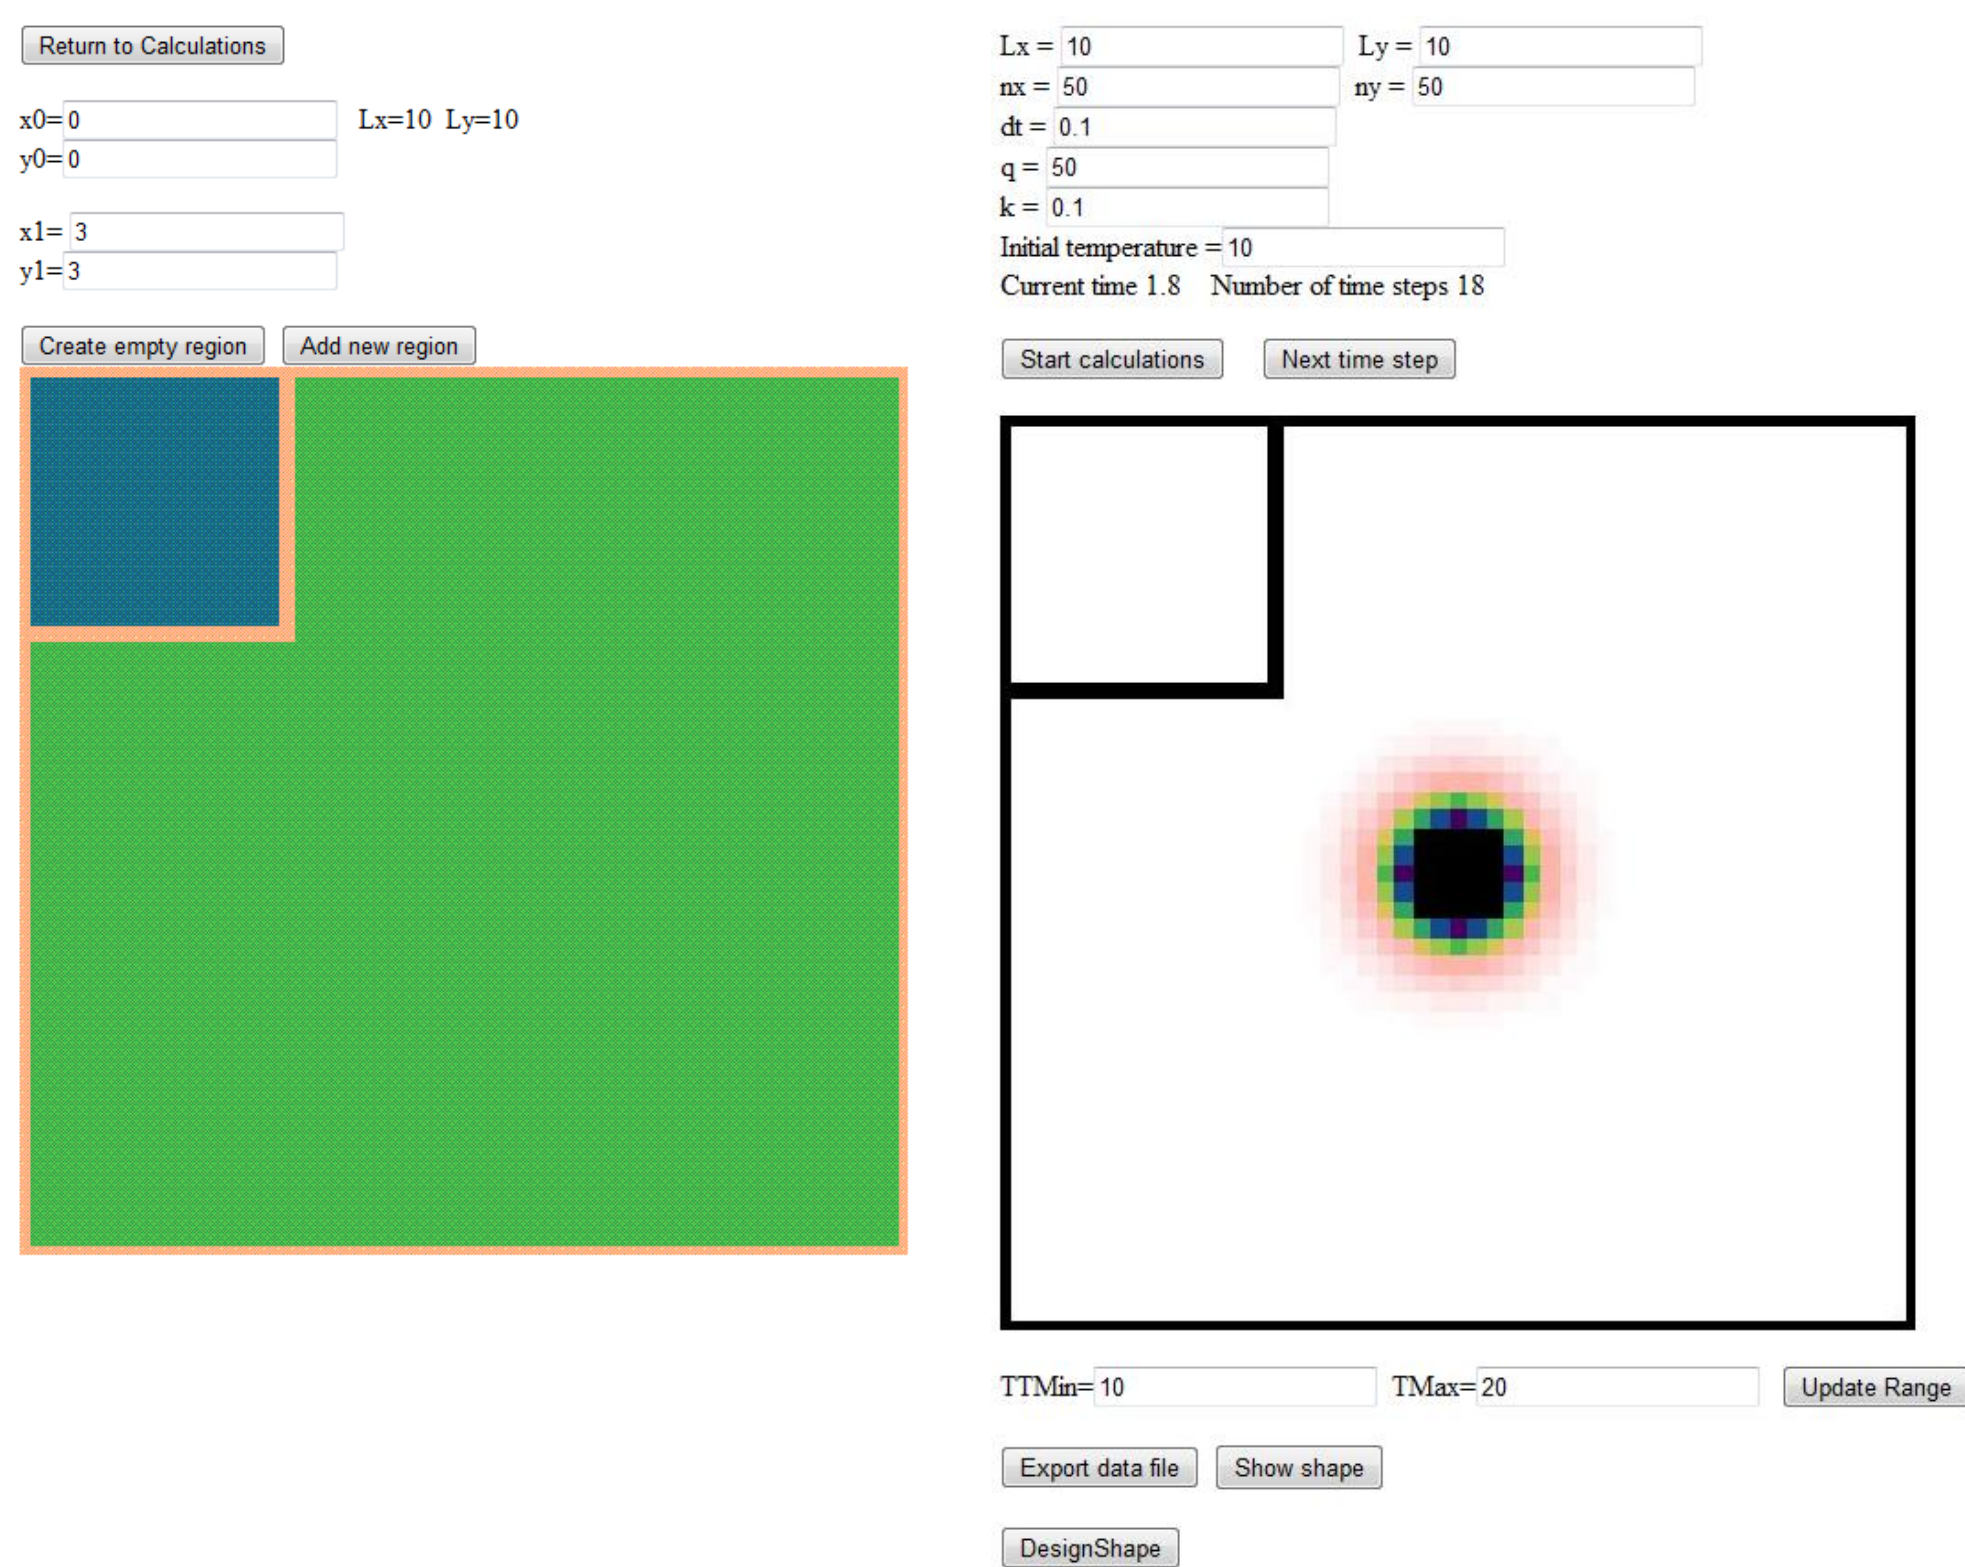 Return to Calculations
x0= 0 Lx=10 Ly=10
y0= 0
x1= 3
y1= 3
Create empty region Add new region
Lx = 10 Ly = 10
nx = 50 ny = 50
dt = 0.1
q = 50
k = 0.1
Initial temperature = 10
Current time 1.8 Number of time steps 18
Start calculations Next time step
TTMin= 10 TMax= 20 Update Range
Export data file Show shape
DesignShape